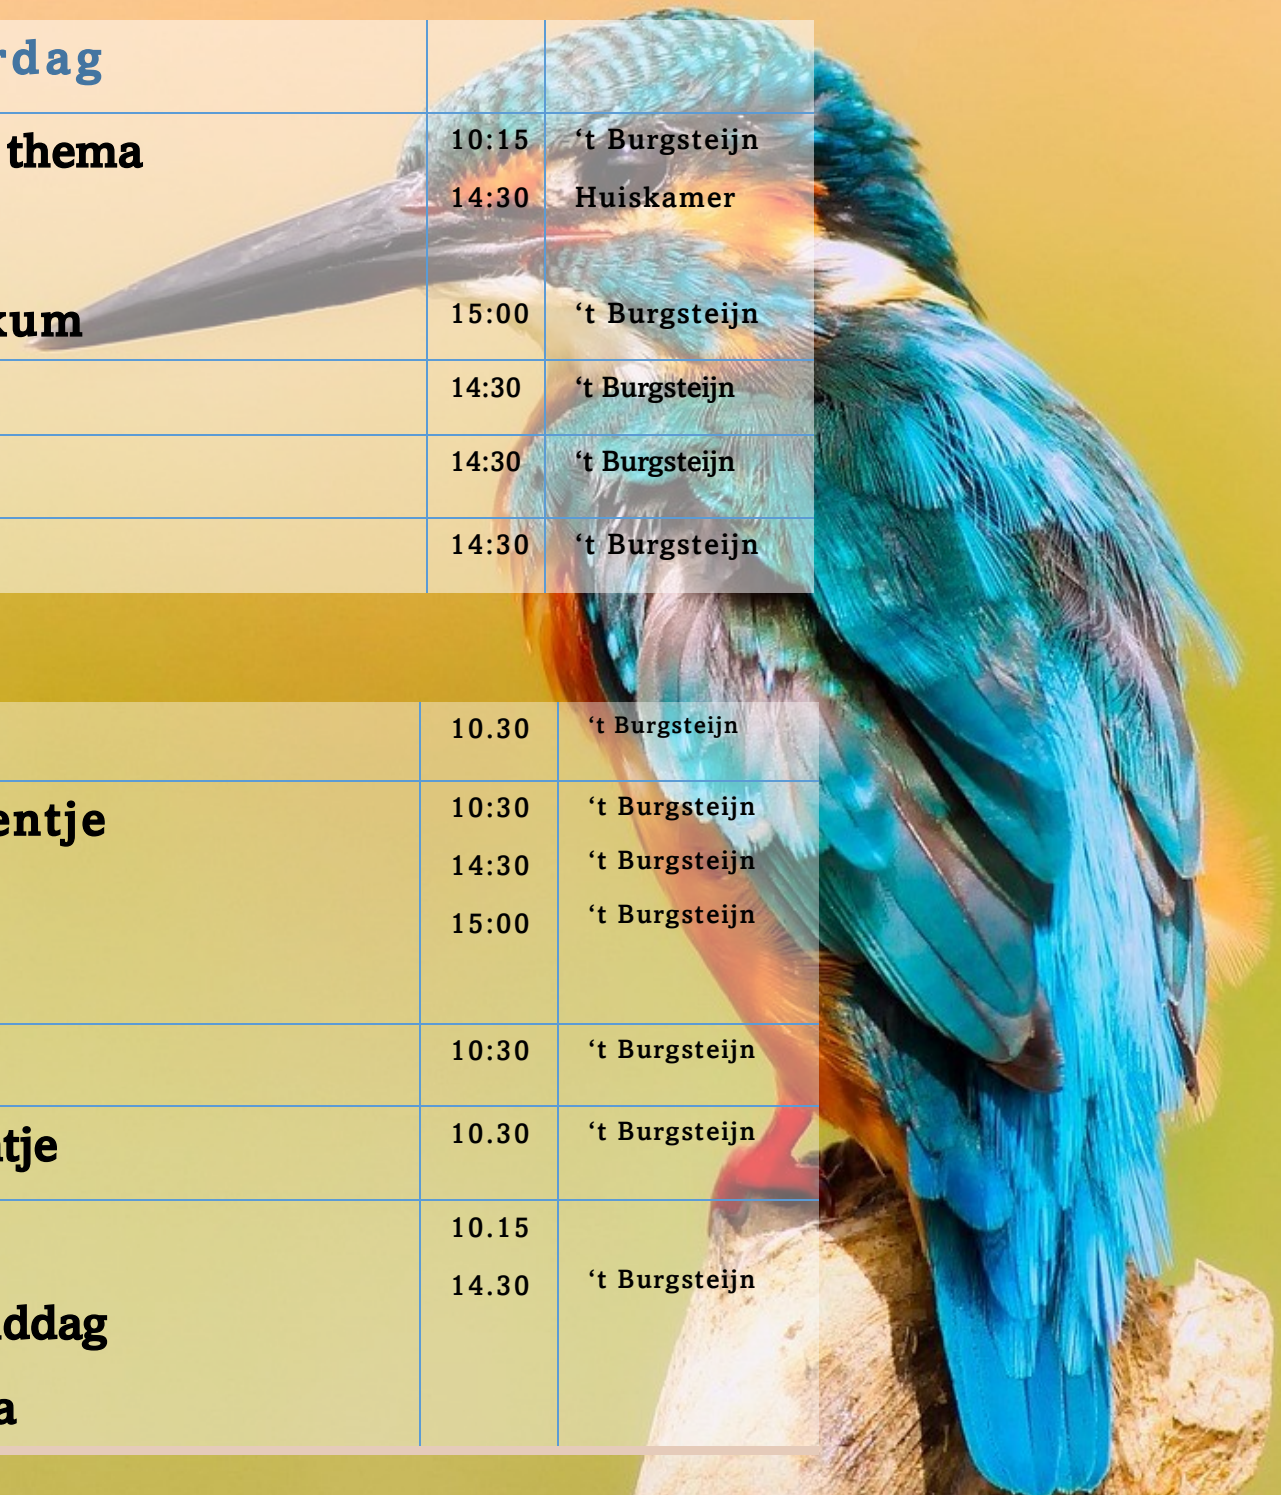 rdag
thema 10:15 ‘t Burgsteijn
14:30 Huiskamer
kum 15:00 ‘t Burgsteijn
14:30 ‘t Burgsteijn
14:30 ‘t Burgsteijn
14:30 ‘t Burgsteijn
10.30 ‘t Burgsteijn
entje 10:30 ‘t Burgsteijn
14:30 ‘t Burgsteijn
15:00 ‘t Burgsteijn
10:30 ‘t Burgsteijn
ntje 10.30 ‘t Burgsteijn
10.15
14.30 ‘t Burgsteijn
ddag
a